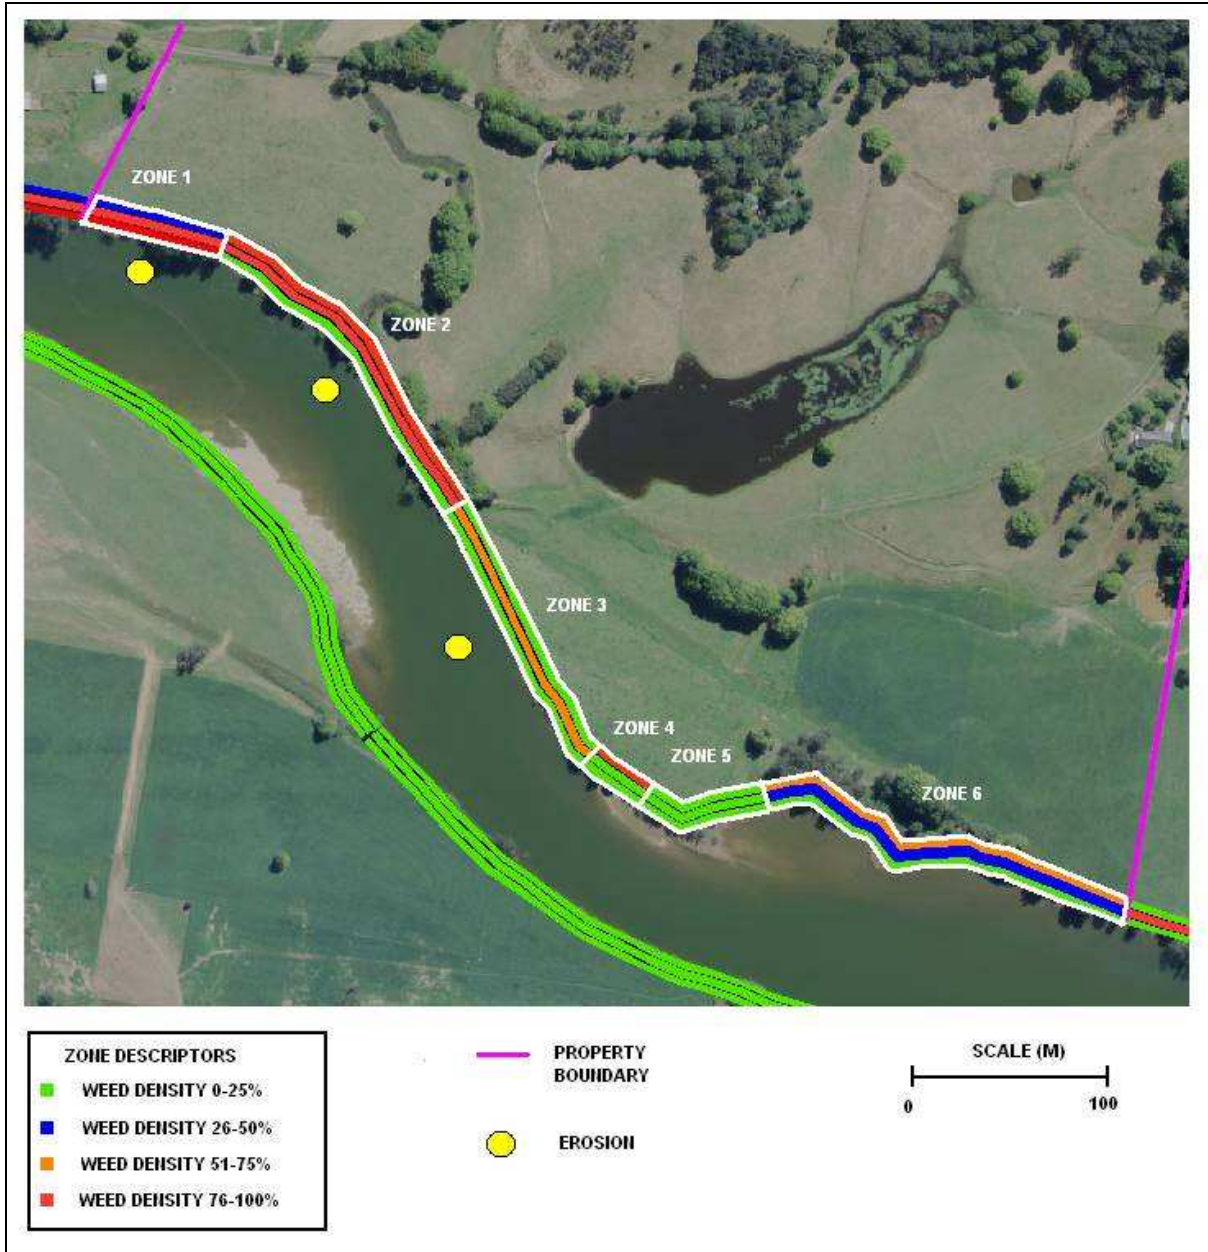 ZONE 1
ZONE 2
ZONE 3
ZONE 4
ZONE 5
ZONE 6
ZONE DESCRIPTORS
WEED DENSITY 0-25%
WEED DENSITY 26-50%
WEED DENSITY 51-75%
WEED DENSITY 76-100%
PROPERTY
BOUNDARY
EROSION
SCALE (M)
0 100